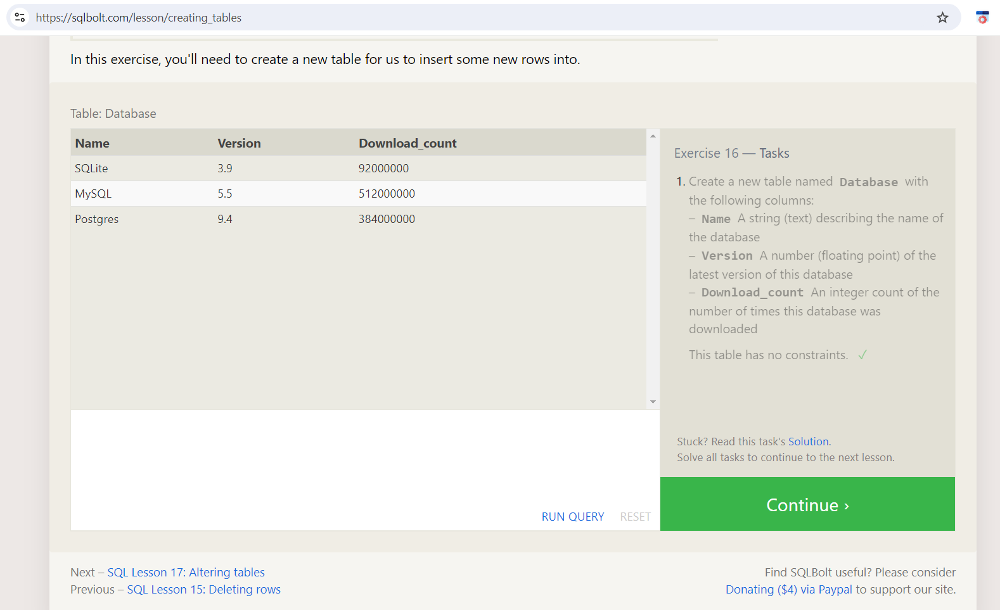 https://sqlbolt.com/lesson/creating_tables
In this exercise, you'll need to create a new table for us to insert some new rows into.
Table: Database
Name Version Download_count
SQLite 3.9 92000000
MySQL 5.5 512000000
Postgres 9.4 384000000
RUN QUERY RESET
Exercise 16 — Tasks
1. Create a new table named Database with
the following columns:
– Name A string (text) describing the name of
the database
– Version A number (floating point) of the
latest version of this database
– Download_count An integer count of the
number of times this database was
downloaded
This table has no constraints. ✓
Stuck? Read this task's Solution.
Solve all tasks to continue to the next lesson.
Continue ›
Next – SQL Lesson 17: Altering tables
Previous – SQL Lesson 15: Deleting rows
Find SQLBolt useful? Please consider
Donating ($4) via Paypal to support our site.